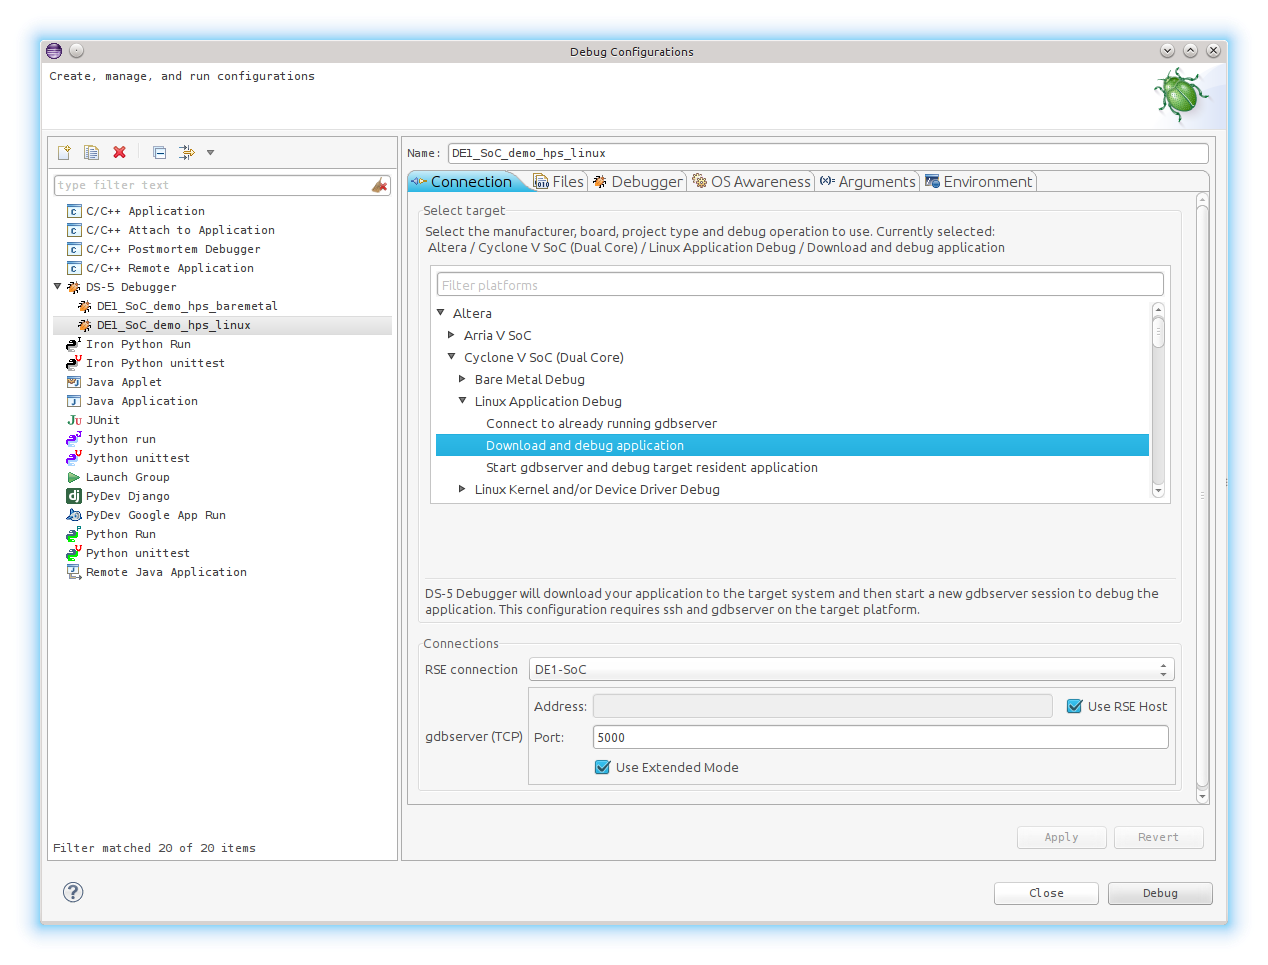 Debug Configurations
Create, manage, and run configurations
type filter text
C/C++ Application
C/C++ Attach to Application
C/C++ Postmortem Debugger
C/C++ Remote Application
DS-5 Debugger
DE1_SoC_demo_hps_baremetal
DE1_SoC_demo_hps_linux
Iron Python Run
Iron Python unittest
Java Applet
Java Application
JUnit
Jython run
Jython unittest
Launch Group
PyDev Django
PyDev Google App Run
Python Run
Python unittest
Remote Java Application
Filter matched 20 of 20 items
Name: DE1_SoC_demo_hps_linux
Connection Files Debugger OS Awareness Arguments Environment
Select target
Select the manufacturer, board, project type and debug operation to use. Currently selected:
Altera / Cyclone V SoC (Dual Core) / Linux Application Debug / Download and debug application
Filter platforms
Altera
Arria V SoC
Cyclone V SoC (Dual Core)
Bare Metal Debug
Linux Application Debug
Connect to already running gdbserver
Download and debug application
Start gdbserver and debug target resident application
Linux Kernel and/or Device Driver Debug
DS-5 Debugger will download your application to the target system and then start a new gdbserver session to debug the
application. This configuration requires ssh and gdbserver on the target platform.
Connections
RSE connection DE1-SoC
Address: Use RSE Host
gdbserver (TCP) Port: 5000
Use Extended Mode
Apply Revert
Close Debug